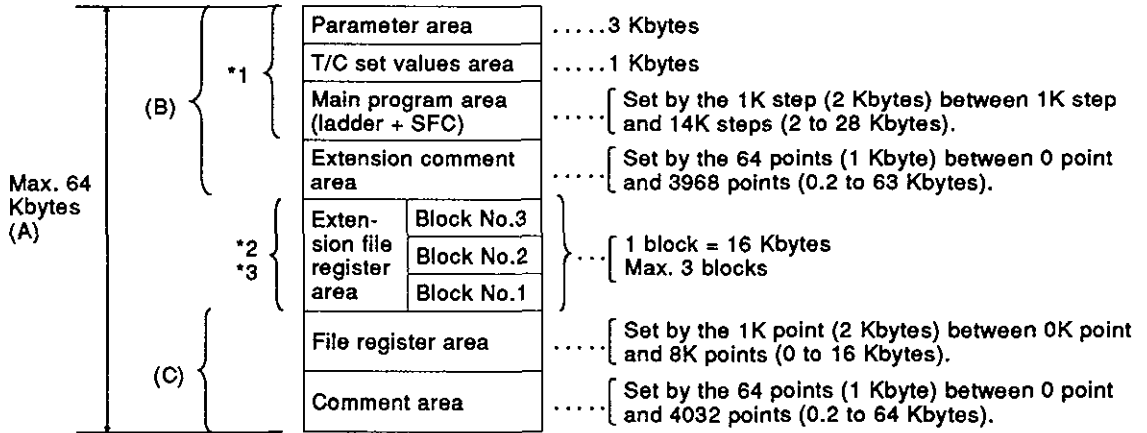 Parameter area ..... 3 Kbytes
T/C set values area ..... 1 Kbytes
*1
(B)
Main program area
(ladder + SFC)
..... Set by the 1K step (2 Kbytes) between 1K step
and 14K steps (2 to 28 Kbytes).
Extension comment
area
..... Set by the 64 points (1 Kbyte) between 0 point
and 3968 points (0.2 to 63 Kbytes).
Max. 64
Kbytes
(A)
*2
*3
Exten-
sion file
register
area
Block No.3
Block No.2
Block No.1
... 1 block = 16 Kbytes
Max. 3 blocks
(C)
File register area
..... Set by the 1K point (2 Kbytes) between 0K point
and 8K points (0 to 16 Kbytes).
Comment area
..... Set by the 64 points (1 Kbyte) between 0 point
and 4032 points (0.2 to 64 Kbytes).